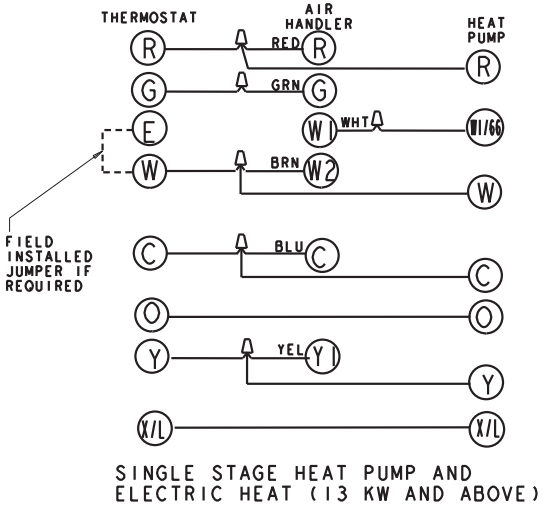 THERMOSTAT
AIR
HANDLER
HEAT
PUMP
R
RED
R
R
G
GRN
G
E
W1
WHT
W1/66
W
BRN
W2
W
FIELD
INSTALLED
JUMPER IF
REQUIRED
C
BLU
C
C
O
O
Y
YEL
Y1
Y
X/L
X/L
SINGLE STAGE HEAT PUMP AND
ELECTRIC HEAT (13 KW AND ABOVE)